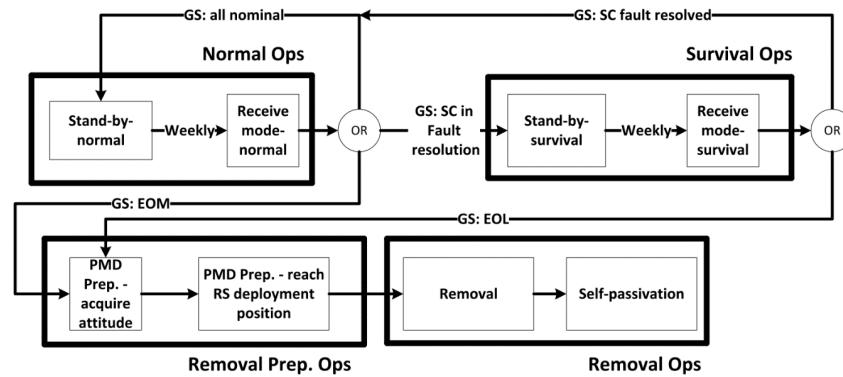 GS: all nominal
GS: SC fault resolved
Normal Ops
Survival Ops
Stand-by-
normal
Weekly
Receive
mode-
normal
OR
GS: SC in
Fault
resolution
Stand-by-
survival
Weekly
Receive
mode-
survival
OR
GS: EOM
GS: EOL
PMD
Prep. -
acquire
attitude
PMD Prep. - reach
RS deployment
position
Removal
Self-passivation
Removal Prep. Ops
Removal Ops